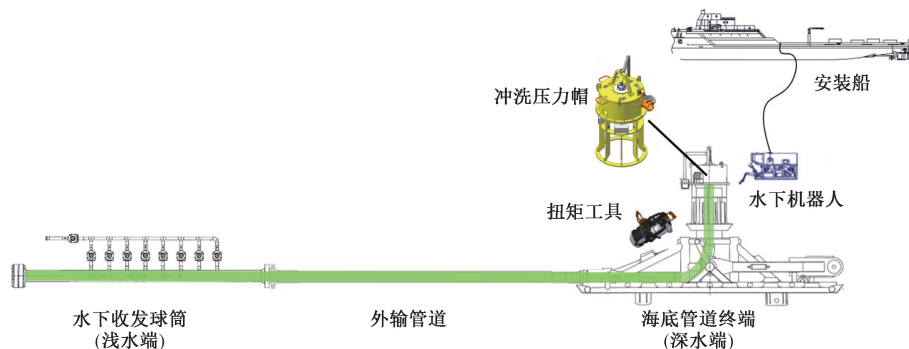 安装船
冲洗压力帽
水下机器人
扭矩工具
水下收发球筒
(浅水端)
外输管道
海底管道终端
(深水端)